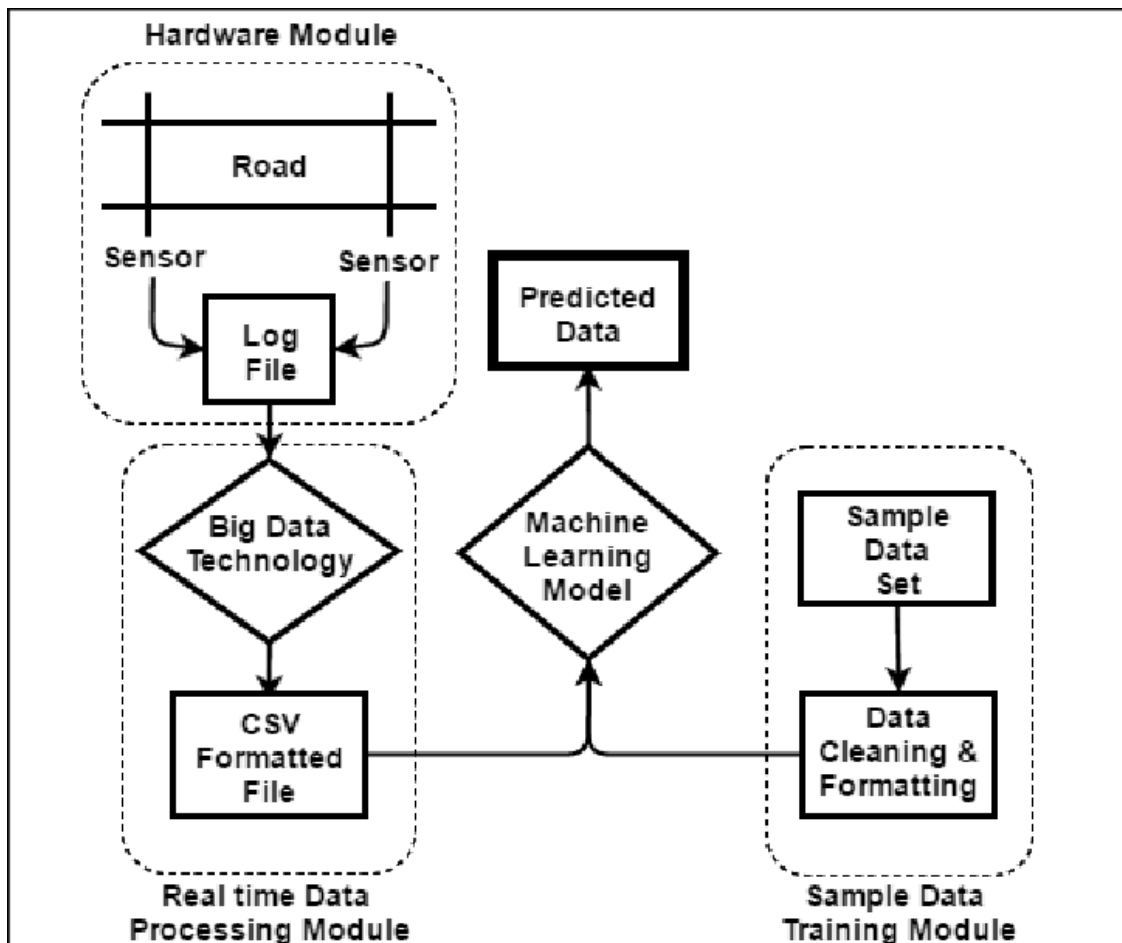 Hardware Module
Road
Sensor
Sensor
Log
File
Predicted
Data
Big Data
Technology
Machine
Learning
Model
Sample
Data
Set
CSV
Formatted
File
Data
Cleaning &
Formatting
Real time Data
Processing Module
Sample Data
Training Module